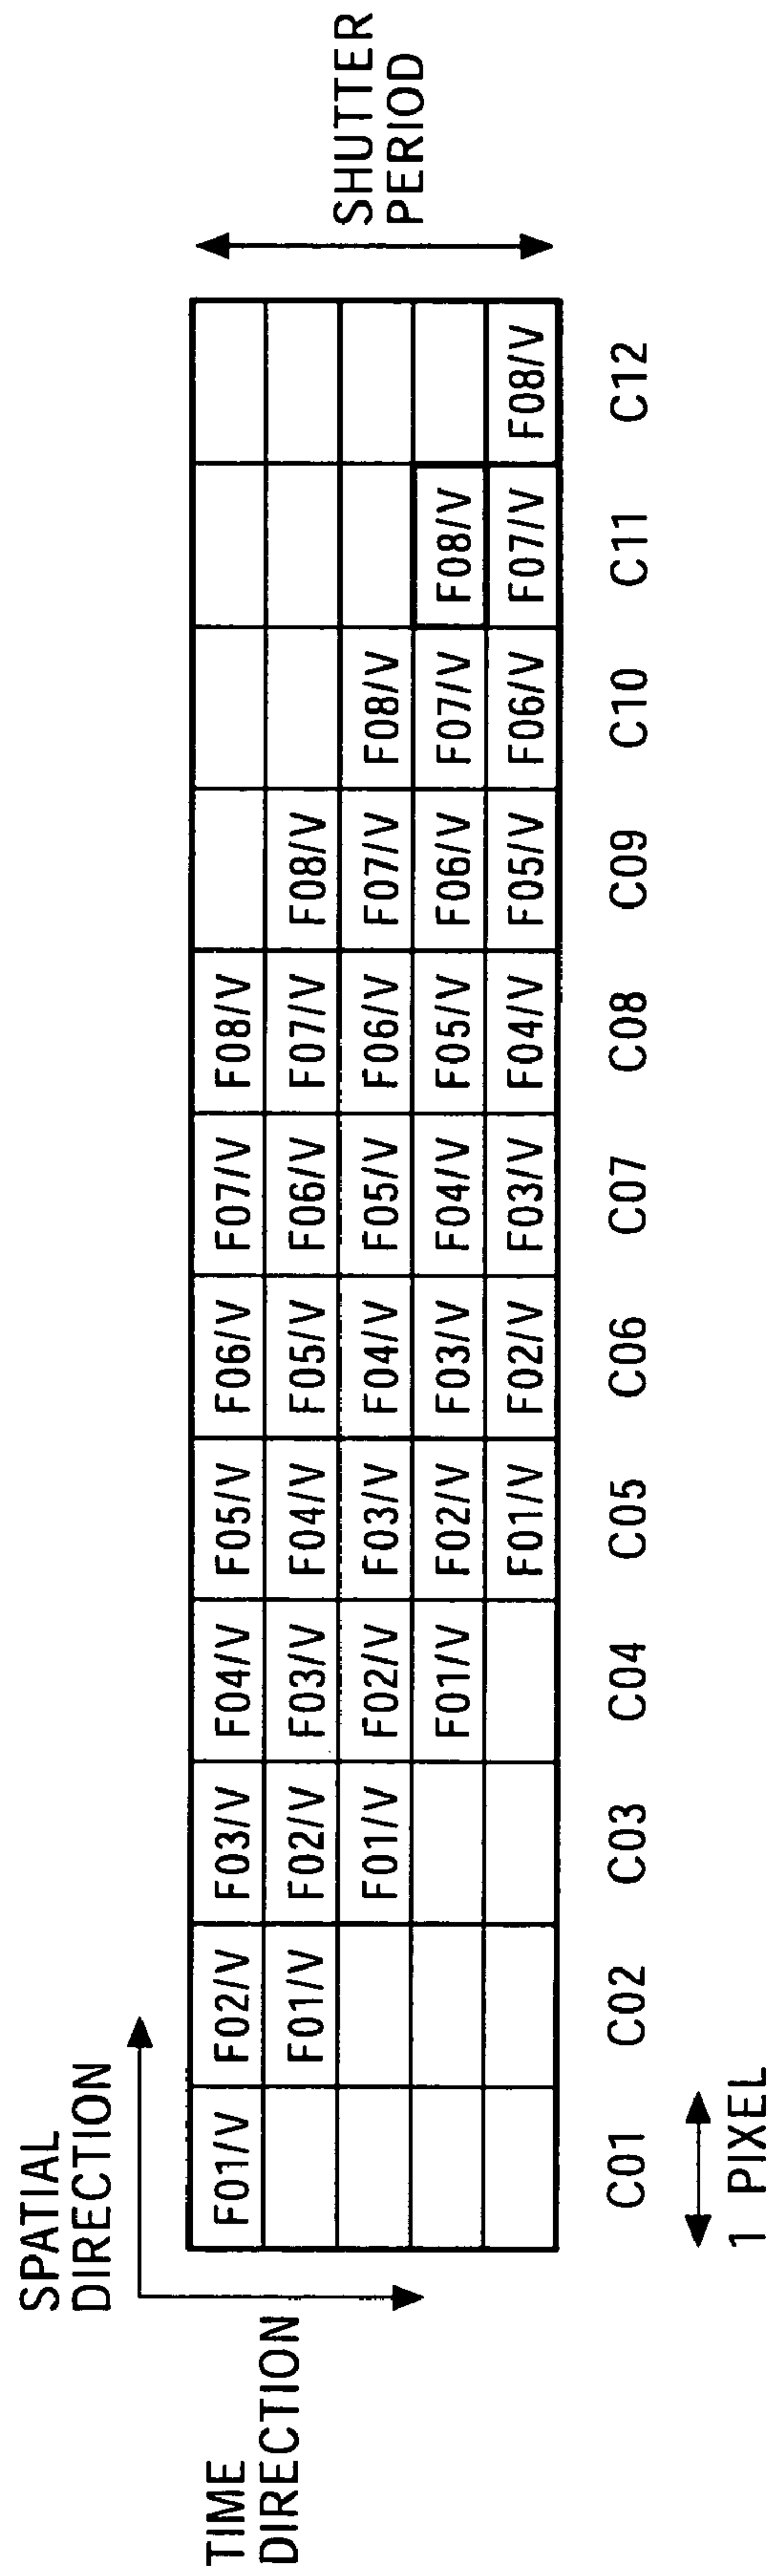 SPATIAL
DIRECTION
TIME
DIRECTION
SHUTTER
PERIOD
F01/V F02/V F03/V F04/V F05/V F06/V F07/V F08/V
F01/V F02/V F03/V F04/V F05/V F06/V F07/V F08/V
F01/V F02/V F03/V F04/V F05/V F06/V F07/V F08/V
F01/V F02/V F03/V F04/V F05/V F06/V F07/V F08/V
F01/V F02/V F03/V F04/V F05/V F06/V F07/V F08/V
C01 C02 C03 C04 C05 C06 C07 C08 C09 C10 C11 C12
1 PIXEL